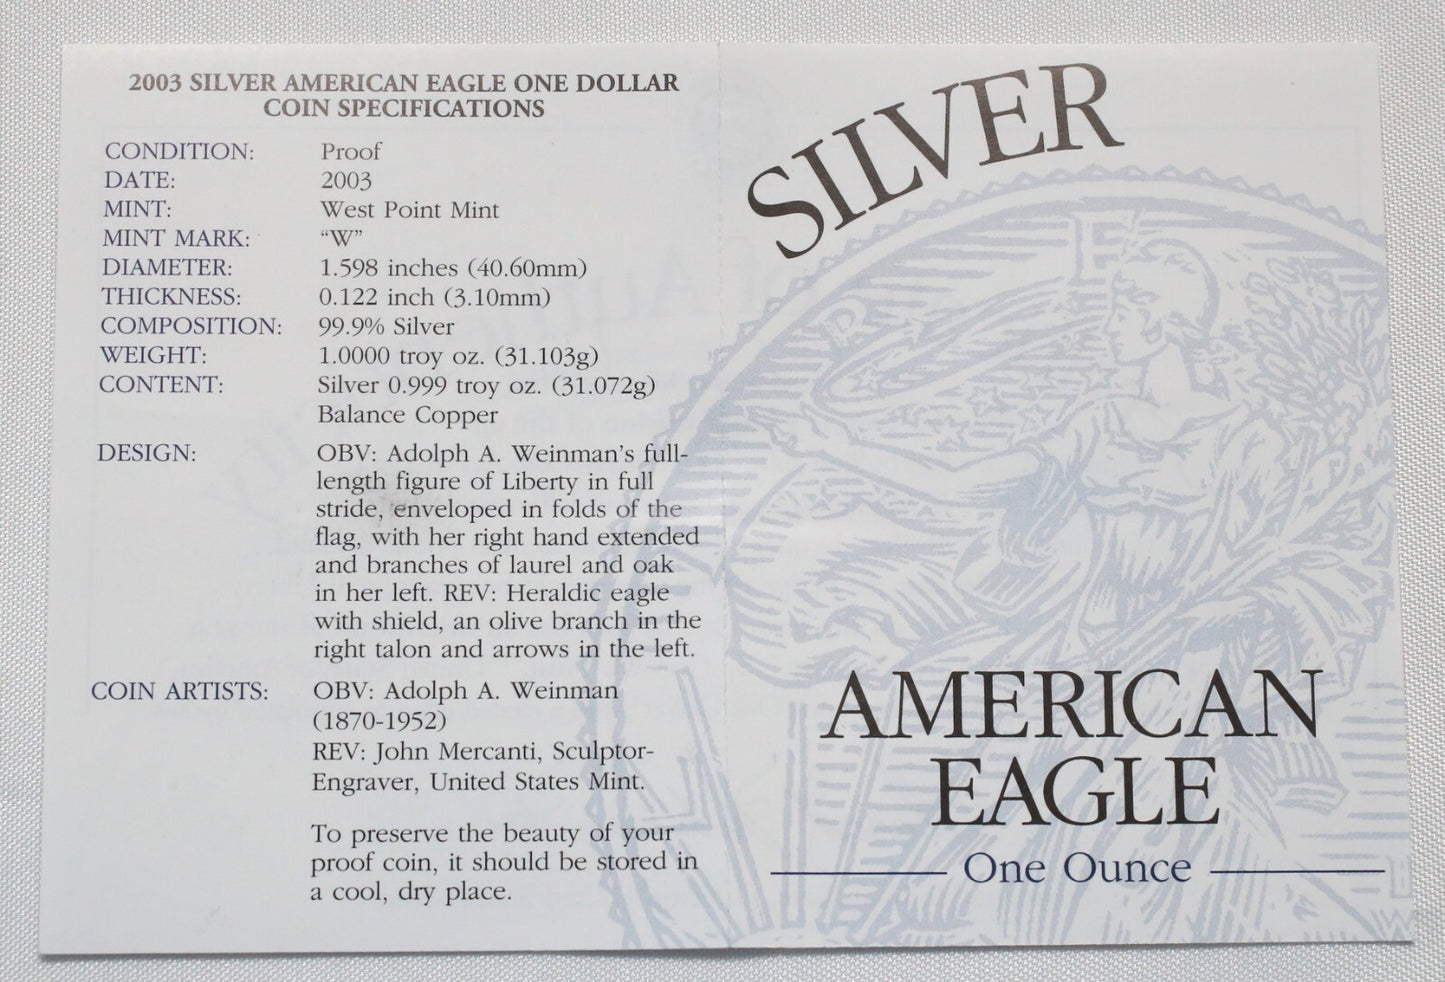 2003 SILVER AMERICAN EAGLE ONE DOLLAR
COIN SPECIFICATIONS
CONDITION: Proof
DATE: 2003
MINT: West Point Mint
MINT MARK: “W”
DIAMETER: 1.598 inches (40.60mm)
THICKNESS: 0.122 inch (3.10mm)
COMPOSITION: 99.9% Silver
WEIGHT: 1.0000 troy oz. (31.103g)
CONTENT: Silver 0.999 troy oz. (31.072g)
Balance Copper
DESIGN: OBV: Adolph A. Weinman’s full-
length figure of Liberty in full
stride, enveloped in folds of the
flag, with her right hand extended
and branches of laurel and oak
in her left. REV: Heraldic eagle
with shield, an olive branch in the
right talon and arrows in the left.
COIN ARTISTS: OBV: Adolph A. Weinman
(1870-1952)
REV: John Mercanti, Sculptor-
Engraver, United States Mint.
To preserve the beauty of your
proof coin, it should be stored in
a cool, dry place.
SILVER
AMERICAN
EAGLE
One Ounce